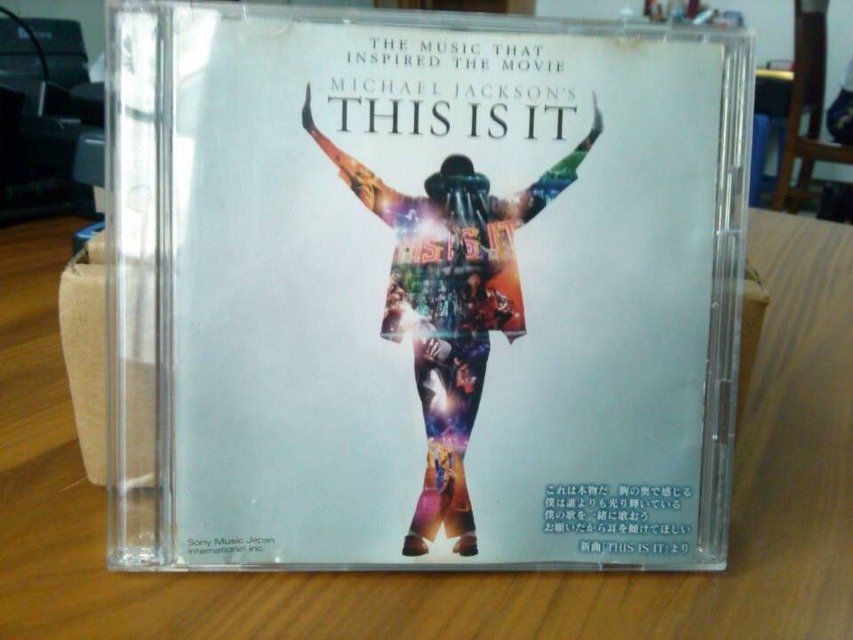 THE MUSIC THAT
INSPIRED THE MOVIE
MICHAEL JACKSON'S
THIS IS IT
THIS IS IT
これは本物だ 胸の奥で感じる
僕は誰よりも光り輝いている
僕の歌を一緒に歌おう
お願いだから耳を傾けてほしい
新曲「THIS IS IT」より
Sony Music Japan
International Inc.